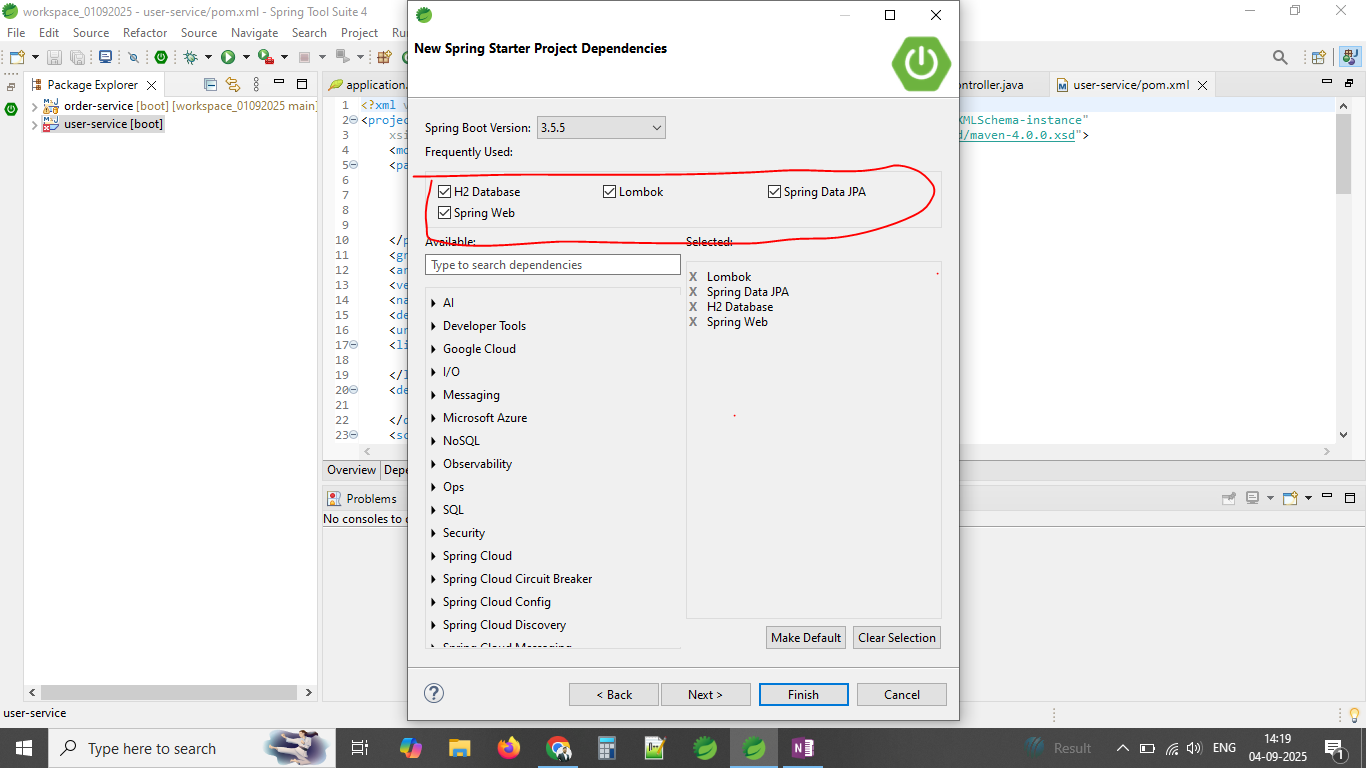 workspace_01092025 - user-service/pom.xml - Spring Tool Suite 4
File Edit Source Refactor Source Navigate Search Project
Package Explorer
order-service [boot] [workspace_01092025 main]
user-service [boot]
application.
ontroller.java
user-service/pom.xml
1 <?xml
2 <project
XMLSchema-instance"
3 xsi
d/maven-4.0.0.xsd">
4 <mo
5 <pa
6
7
8
9
10 </p
11 <gr
12 <ar
13 <ve
14 <na
15 <de
16 <ur
17 <li
18
19 </l
20 <de
21
22 </d
23 <sc
Overview Depe
Problems
No consoles to
New Spring Starter Project Dependencies
Spring Boot Version: 3.5.5
Frequently Used:
H2 Database Lombok Spring Data JPA
Spring Web
Available: Selected:
Type to search dependencies
AI
Developer Tools
Google Cloud
I/O
Messaging
Microsoft Azure
NoSQL
Observability
Ops
SQL
Security
Spring Cloud
Spring Cloud Circuit Breaker
Spring Cloud Config
Spring Cloud Discovery
Spring Cloud Messaging
X Lombok
X Spring Data JPA
X H2 Database
X Spring Web
Make Default Clear Selection
? < Back Next > Finish Cancel
user-service
Type here to search
Result
ENG
14:19
04-09-2025
1